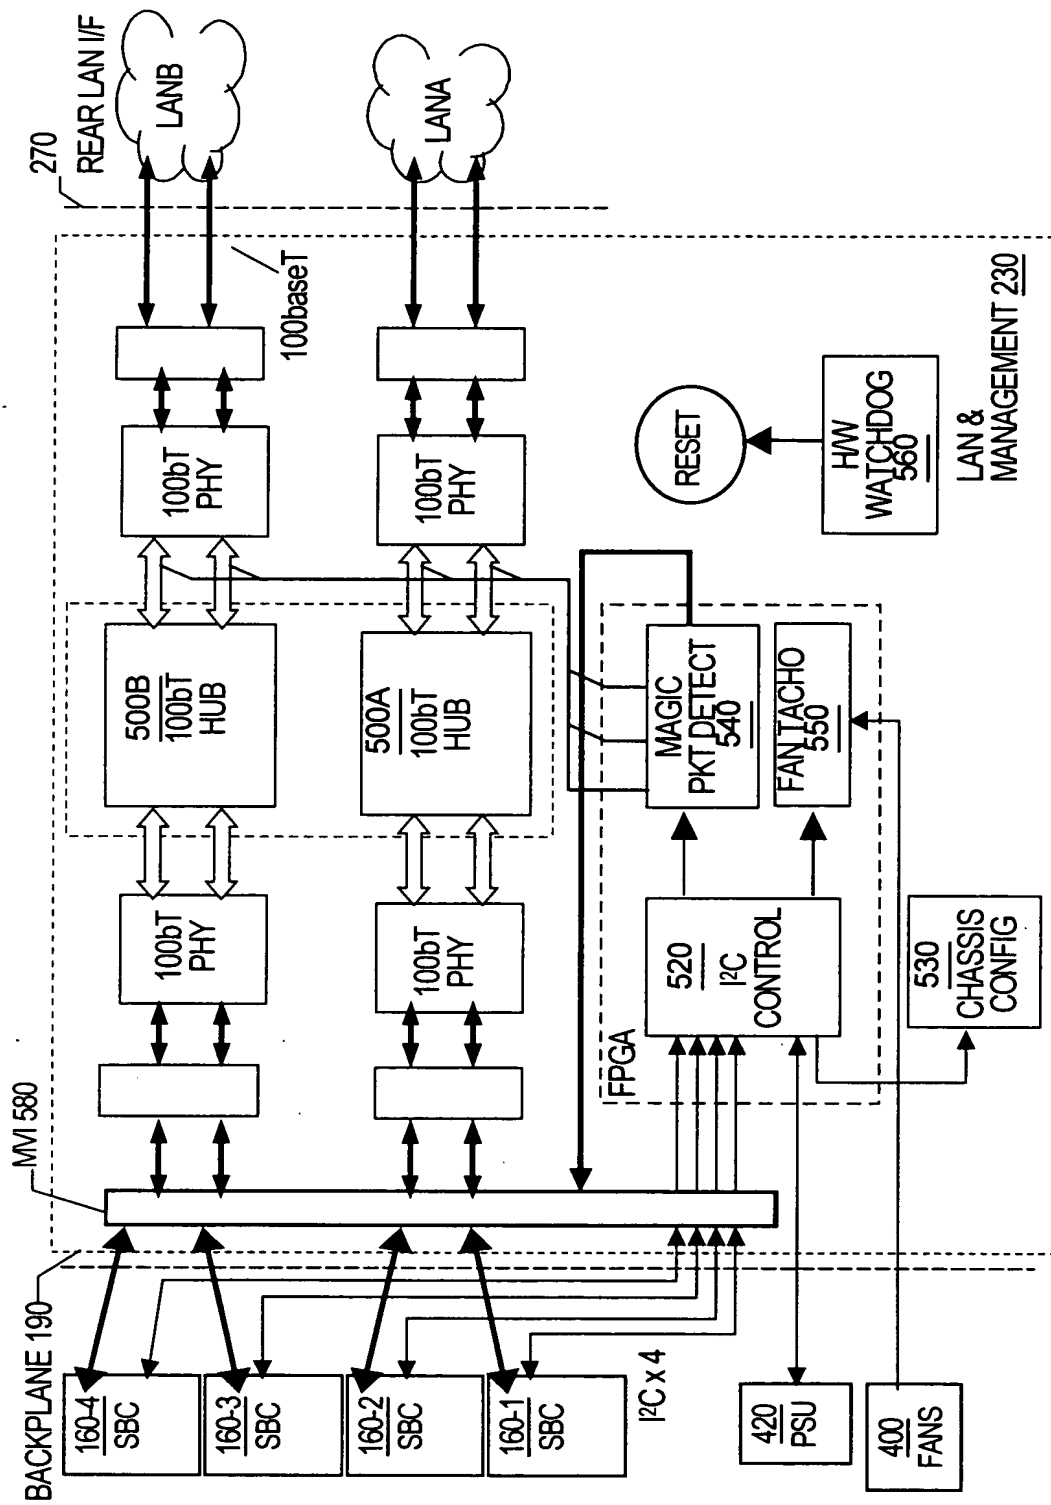 BACKPLANE 190
MVI 580
270
REAR LAN I/F
160-4
SBC
160-3
SBC
160-2
SBC
160-1
SBC
I²C x 4
420
PSU
400
FANS
100bT
PHY
100bT
PHY
500B
100bT
HUB
500A
100bT
HUB
100bT
PHY
100bT
PHY
100baseT
LANB
LANA
FPGA
520
I²C
CONTROL
MAGIC
PKT DETECT
540
FAN TACHO
550
530
CHASSIS
CONFIG
RESET
H/W
WATCHDOG
560
LAN &
MANAGEMENT 230